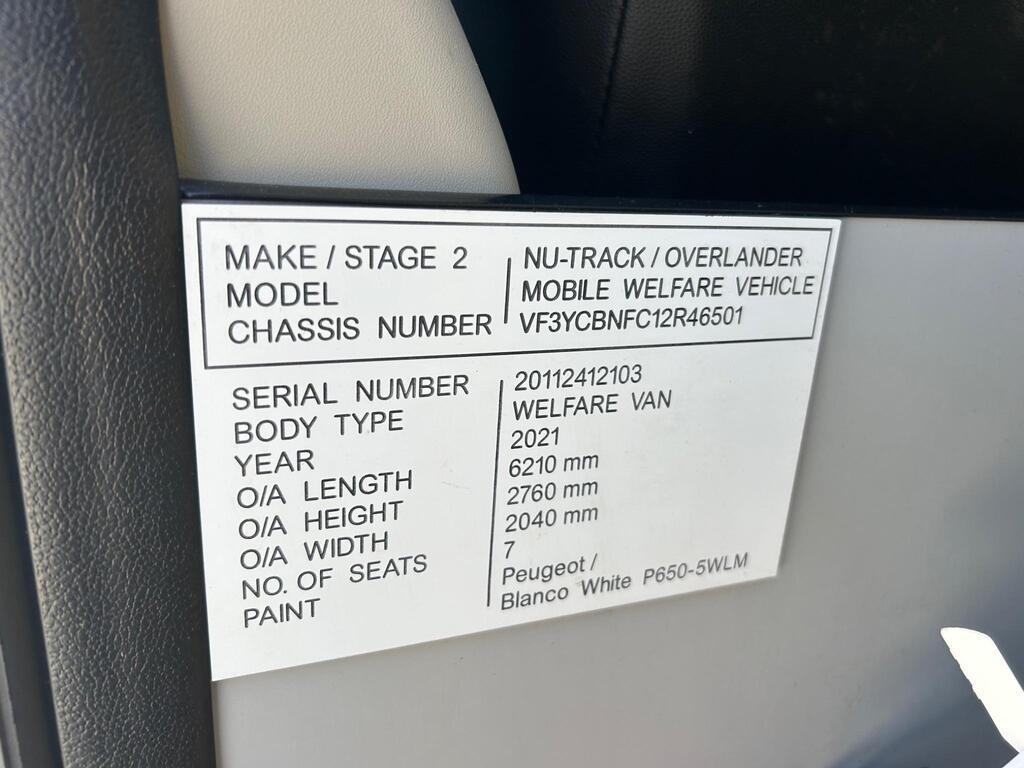 MAKE / STAGE 2 NU-TRACK / OVERLANDER
MODEL MOBILE WELFARE VEHICLE
CHASSIS NUMBER VF3YCBNFC12R46501
SERIAL NUMBER 20112412103
BODY TYPE WELFARE VAN
YEAR 2021
O/A LENGTH 6210 mm
O/A HEIGHT 2760 mm
O/A WIDTH 2040 mm
NO. OF SEATS 7
PAINT Peugeot /
Blanco White P650-5WLM